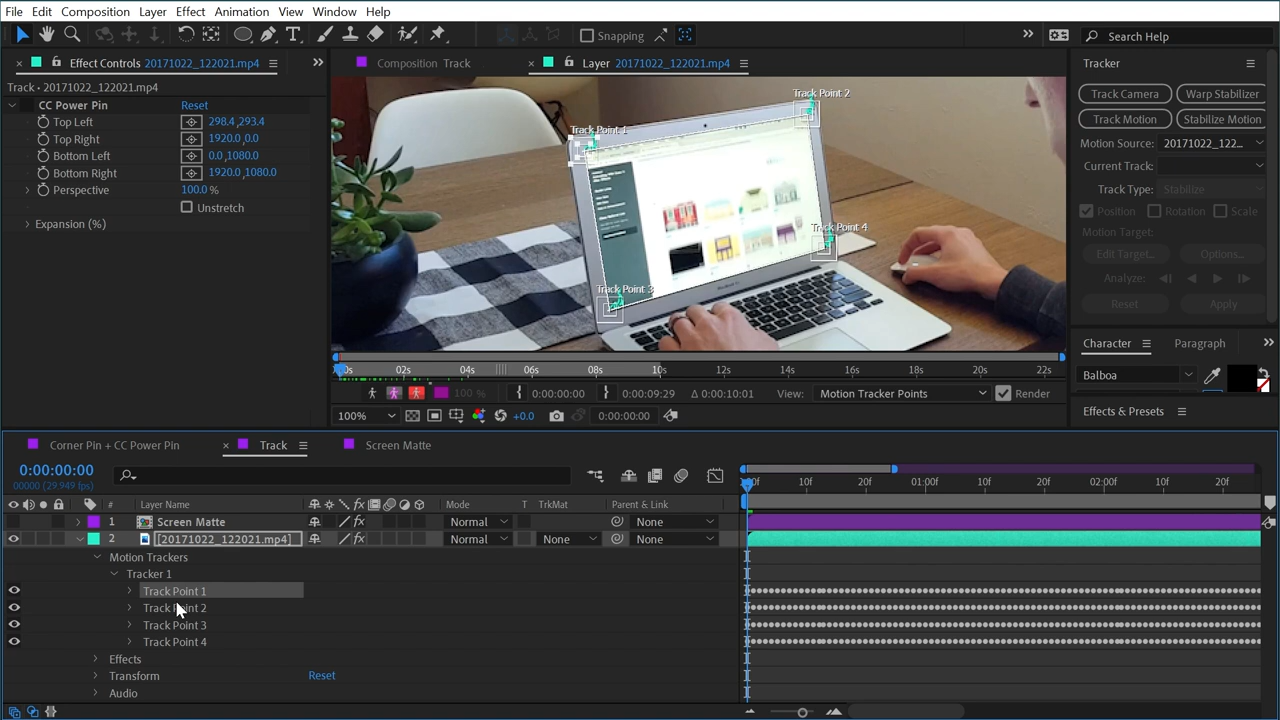 File Edit Composition Layer Effect Animation View Window Help
Snapping
Search Help
Effect Controls 20171022_122021.mp4
Composition Track
Layer 20171022_122021.mp4
Tracker
Track • 20171022_122021.mp4
CC Power Pin Reset
Top Left 298.4,293.4
Top Right 1920.0,0.0
Bottom Left 0.0,1080.0
Bottom Right 1920.0,1080.0
Perspective 100.0 %
Unstretch
Expansion (%)
Track Point 1
Track Point 2
Track Point 4
Track Point 3
Track Camera Warp Stabilizer
Track Motion Stabilize Motion
Motion Source: 20171022_122...
Current Track:
Track Type: Stabilize
Position Rotation Scale
Motion Target:
Edit Target... Options...
Analyze:
Reset Apply
Character Paragraph
Balboa
Effects & Presets
02s 04s 06s 08s 10s 12s 14s 16s 18s 20s 22s
100 % 0:00:00:00 0:00:09:29 Δ 0:00:10:01 View: Motion Tracker Points Render
100% +0.0 0:00:00:00
Corner Pin + CC Power Pin Track Screen Matte
0:00:00:00
00000 (29.949 fps)
10f 20f 01:00f 10f 20f 02:00f 10f 20f
# Layer Name Mode T TrkMat Parent & Link
1 Screen Matte Normal None
2 [20171022_122021.mp4] Normal None None
Motion Trackers
Tracker 1
Track Point 1
Track Point 2
Track Point 3
Track Point 4
Effects
Transform Reset
Audio